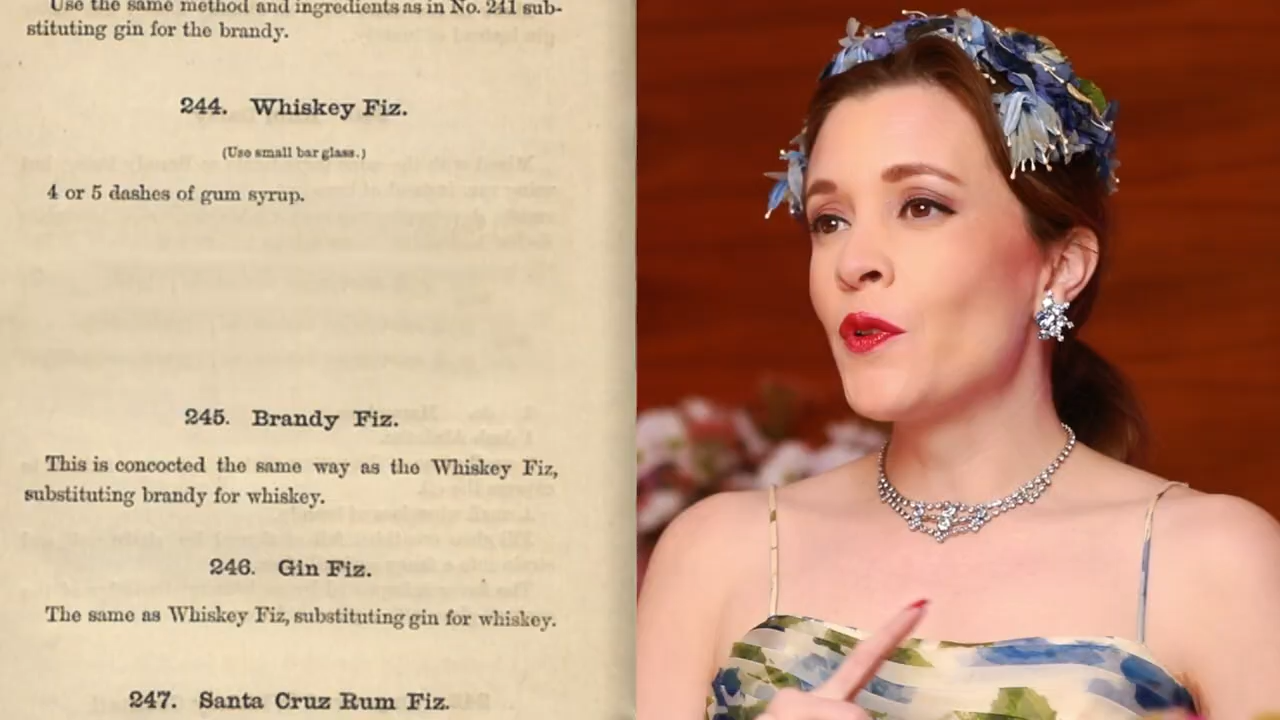 Use the same method and ingredients as in No. 241 sub-
stituting gin for the brandy.
244. Whiskey Fiz.
(Use small bar glass.)
4 or 5 dashes of gum syrup.
245. Brandy Fiz.
This is concocted the same way as the Whiskey Fiz,
substituting brandy for whiskey.
246. Gin Fiz.
The same as Whiskey Fiz, substituting gin for whiskey.
247. Santa Cruz Rum Fiz.